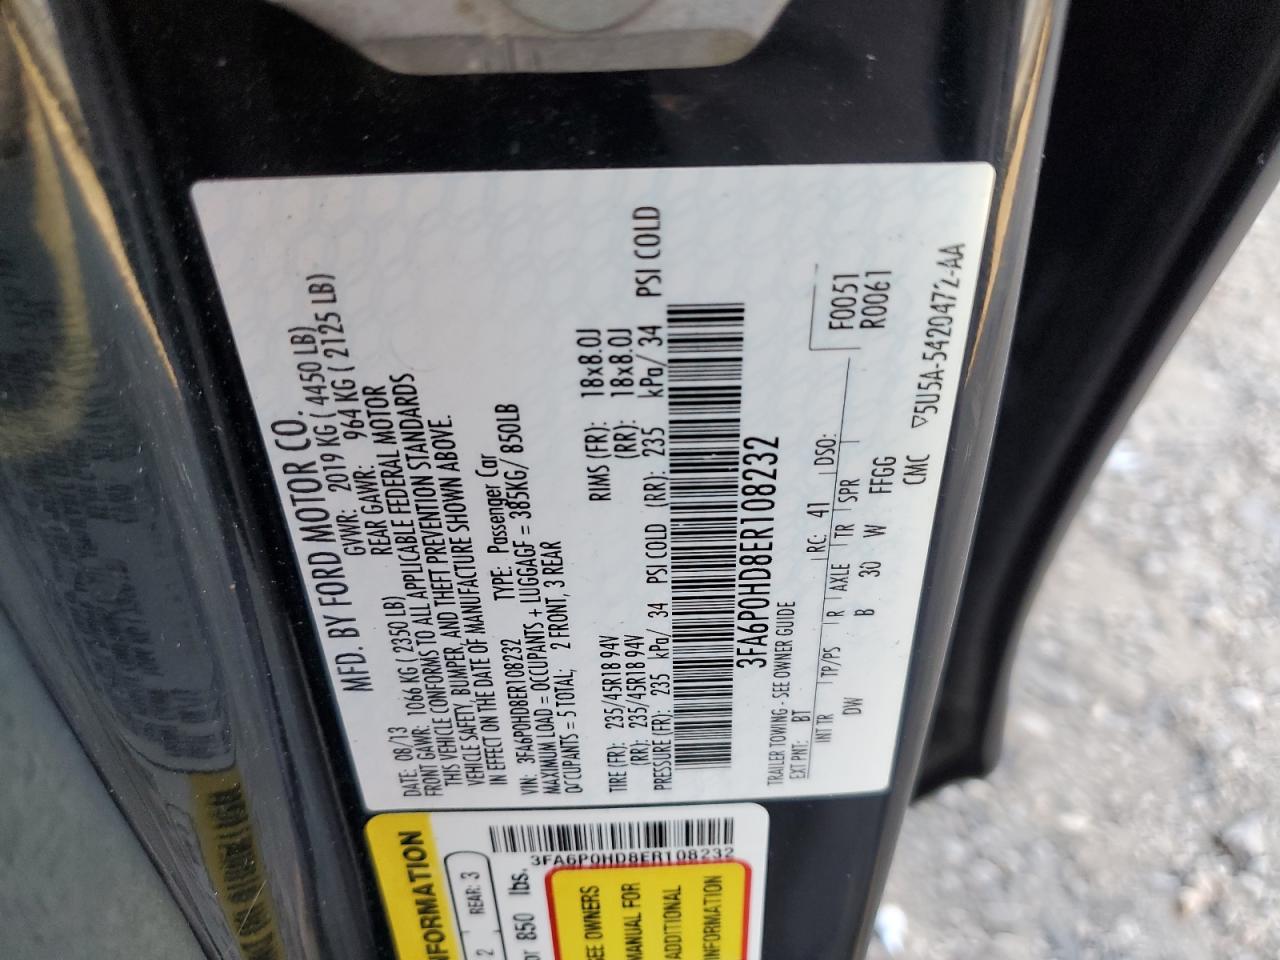 MFD. BY FORD MOTOR CO.
DATE: 08/13 GVWR: 2019 KG ( 4450 LB)
FRONT GAWR: 1066 KG ( 2350 LB) REAR GAWR: 964 KG ( 2125 LB)
THIS VEHICLE CONFORMS TO ALL APPLICABLE FEDERAL MOTOR
VEHICLE SAFETY, BUMPER, AND THEFT PREVENTION STANDARDS
IN EFFECT ON THE DATE OF MANUFACTURE SHOWN ABOVE.
VIN: 3FA6P0HD8ER108232 TYPE: Passenger Car
MAXIMUM LOAD = OCCUPANTS + LUGGAGE = 385KG/ 850LB
OCCUPANTS = 5 TOTAL; 2 FRONT, 3 REAR
TIRE (FR): 235/45R18 94V RIMS (FR): 18x8.0J
(RR): 235/45R18 94V (RR): 18x8.0J
PRESSURE (FR): 235 kPa/ 34 PSI COLD (RR): 235 kPa/ 34 PSI COLD
3FA6P0HD8ER108232
TRAILER TOWING - SEE OWNER GUIDE
EXT PNT: BT RC: 41 DSO: F0051
R0061
INT TR TP/PS R AXLE TR SPR
DW B 30 W FFGG
CMC ▽5U5A-5420472-AA
3FA6P0HD8ER108232
FORMATION
2 REAR: 3
or 850 lbs.
SEE OWNERS
MANUAL FOR
ADDITIONAL
INFORMATION